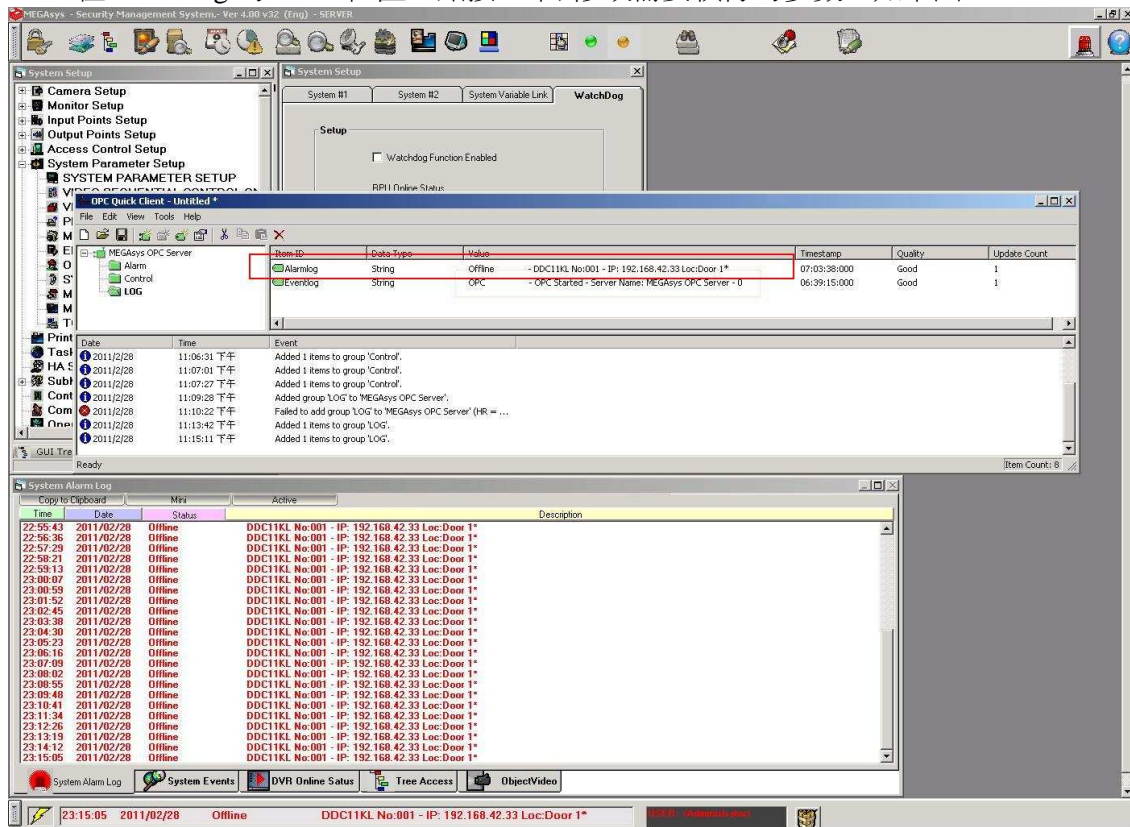 MEGAsys - Security Management System.- Ver 4.00 v32 (Eng) - SERVER
System Setup
Camera Setup
Monitor Setup
Input Points Setup
Output Points Setup
Access Control Setup
System Parameter Setup
SYSTEM PARAMETER SETUP
System Setup
System #1
System #2
System Variable Link
WatchDog
Setup
Watchdog Function Enabled
BPU Online Status
OPC Quick Client - Untitled *
File Edit View Tools Help
MEGAsys OPC Server
Alarm
Control
LOG
Item ID Data Type Value Timestamp Quality Update Count
Alarmlog String Offline - DDC11KL No:001 - IP: 192.168.42.33 Loc:Door 1* 07:03:38:000 Good 1
Eventlog String OPC - OPC Started - Server Name: MEGAsys OPC Server - 0 06:39:15:000 Good 1
Date Time Event
2011/2/28 11:06:31 下午 Added 1 items to group 'Control'.
2011/2/28 11:07:01 下午 Added 1 items to group 'Control'.
2011/2/28 11:07:27 下午 Added 1 items to group 'Control'.
2011/2/28 11:09:28 下午 Added group 'LOG' to 'MEGAsys OPC Server'.
2011/2/28 11:10:22 下午 Failed to add group 'LOG' to 'MEGAsys OPC Server' (HR = ...
2011/2/28 11:13:42 下午 Added 1 items to group 'LOG'.
2011/2/28 11:15:11 下午 Added 1 items to group 'LOG'.
Ready
Item Count: 8
GUI Tre
System Alarm Log
Copy to Clipboard Mini Active
Time Date Status Description
22:55:43 2011/02/28 Offline DDC11KL No:001 - IP: 192.168.42.33 Loc:Door 1*
22:56:36 2011/02/28 Offline DDC11KL No:001 - IP: 192.168.42.33 Loc:Door 1*
22:57:29 2011/02/28 Offline DDC11KL No:001 - IP: 192.168.42.33 Loc:Door 1*
22:58:21 2011/02/28 Offline DDC11KL No:001 - IP: 192.168.42.33 Loc:Door 1*
22:59:13 2011/02/28 Offline DDC11KL No:001 - IP: 192.168.42.33 Loc:Door 1*
23:00:07 2011/02/28 Offline DDC11KL No:001 - IP: 192.168.42.33 Loc:Door 1*
23:00:59 2011/02/28 Offline DDC11KL No:001 - IP: 192.168.42.33 Loc:Door 1*
23:01:52 2011/02/28 Offline DDC11KL No:001 - IP: 192.168.42.33 Loc:Door 1*
23:02:45 2011/02/28 Offline DDC11KL No:001 - IP: 192.168.42.33 Loc:Door 1*
23:03:38 2011/02/28 Offline DDC11KL No:001 - IP: 192.168.42.33 Loc:Door 1*
23:04:30 2011/02/28 Offline DDC11KL No:001 - IP: 192.168.42.33 Loc:Door 1*
23:05:23 2011/02/28 Offline DDC11KL No:001 - IP: 192.168.42.33 Loc:Door 1*
23:06:16 2011/02/28 Offline DDC11KL No:001 - IP: 192.168.42.33 Loc:Door 1*
23:07:09 2011/02/28 Offline DDC11KL No:001 - IP: 192.168.42.33 Loc:Door 1*
23:08:02 2011/02/28 Offline DDC11KL No:001 - IP: 192.168.42.33 Loc:Door 1*
23:08:55 2011/02/28 Offline DDC11KL No:001 - IP: 192.168.42.33 Loc:Door 1*
23:09:48 2011/02/28 Offline DDC11KL No:001 - IP: 192.168.42.33 Loc:Door 1*
23:10:41 2011/02/28 Offline DDC11KL No:001 - IP: 192.168.42.33 Loc:Door 1*
23:11:34 2011/02/28 Offline DDC11KL No:001 - IP: 192.168.42.33 Loc:Door 1*
23:12:26 2011/02/28 Offline DDC11KL No:001 - IP: 192.168.42.33 Loc:Door 1*
23:13:19 2011/02/28 Offline DDC11KL No:001 - IP: 192.168.42.33 Loc:Door 1*
23:14:12 2011/02/28 Offline DDC11KL No:001 - IP: 192.168.42.33 Loc:Door 1*
23:15:05 2011/02/28 Offline DDC11KL No:001 - IP: 192.168.42.33 Loc:Door 1*
System Alarm Log System Events DVR Online Satus Tree Access ObjectVideo
23:15:05 2011/02/28 Offline DDC11KL No:001 - IP: 192.168.42.33 Loc:Door 1*